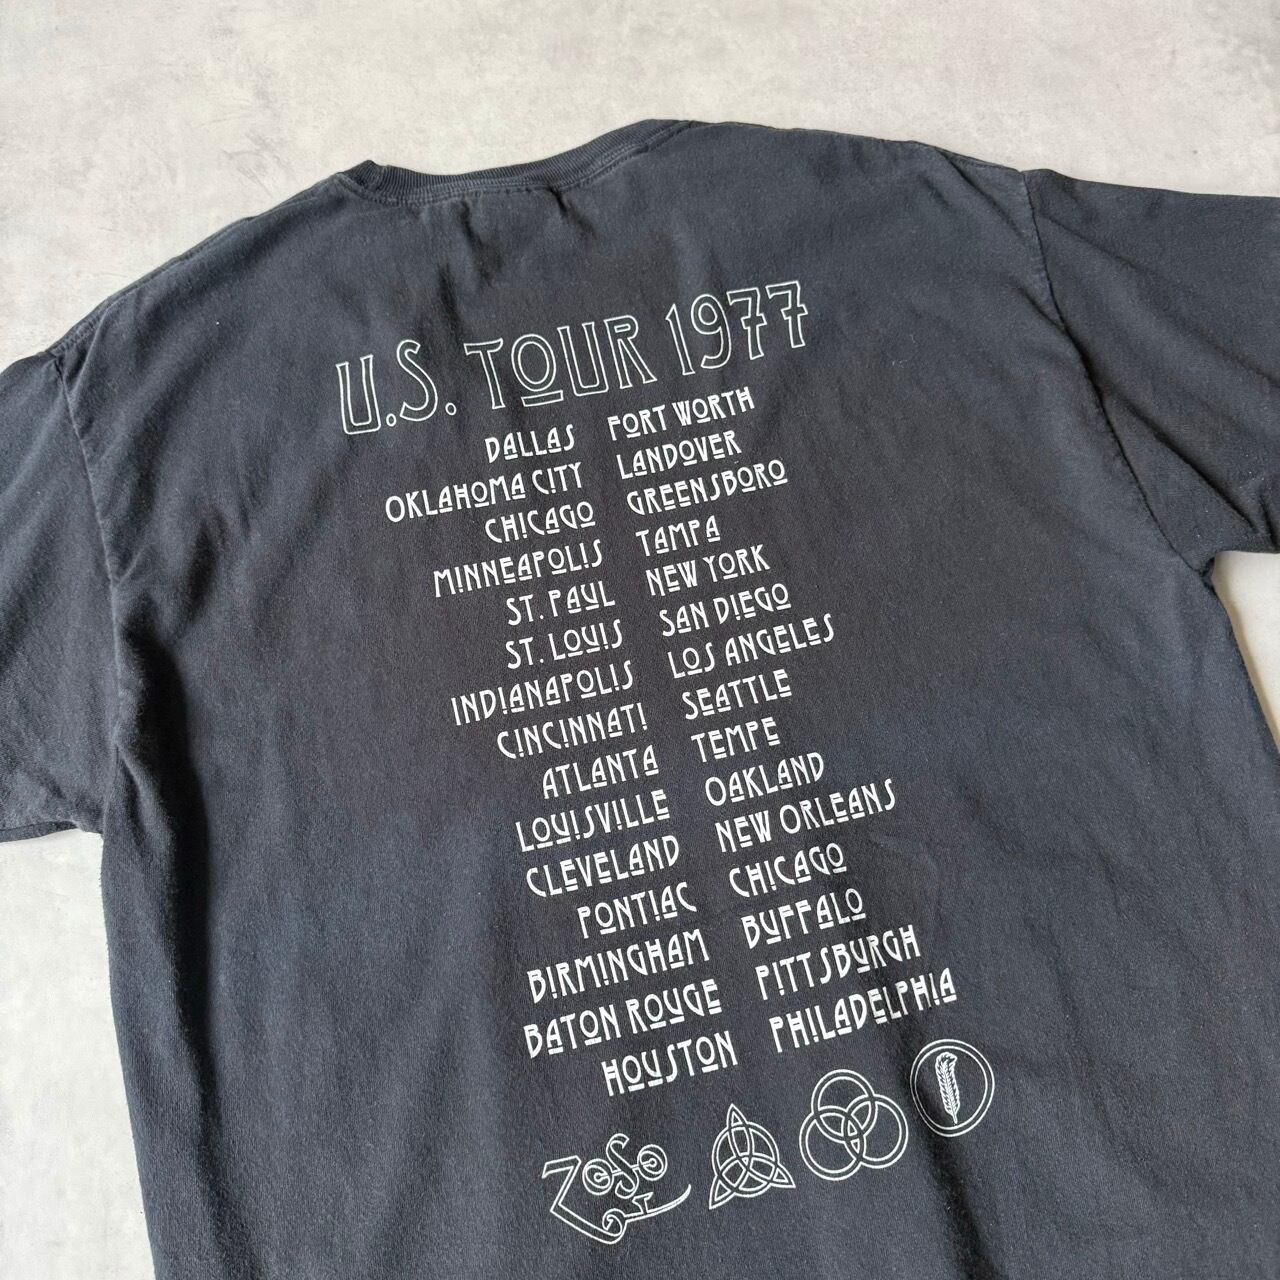 U.S. TOUR 1977
DALLAS
OKLAHOMA CITY
CHICAGO
MINNEAPOLIS
ST. PAUL
ST. LOUIS
INDIANAPOLIS
CINCINNATI
ATLANTA
LOUISVILLE
CLEVELAND
PONTIAC
BIRMINGHAM
BATON ROUGE
HOUSTON
FORT WORTH
LANDOVER
GREENSBORO
TAMPA
NEW YORK
SAN DIEGO
LOS ANGELES
SEATTLE
TEMPE
OAKLAND
NEW ORLEANS
CHICAGO
BUFFALO
PITTSBURGH
PHILADELPHIA
ZOSO